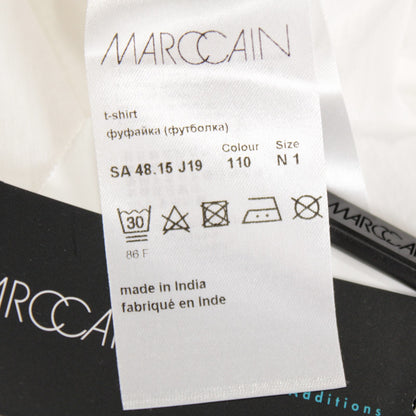 MARCCAIN
t-shirt
фуфайка (футболка)
Colour Size
SA 48.15 J19 110 N 1
30
86 F
made in India
fabriqué en Inde
MARCCAIN
MARCCAIN
additions